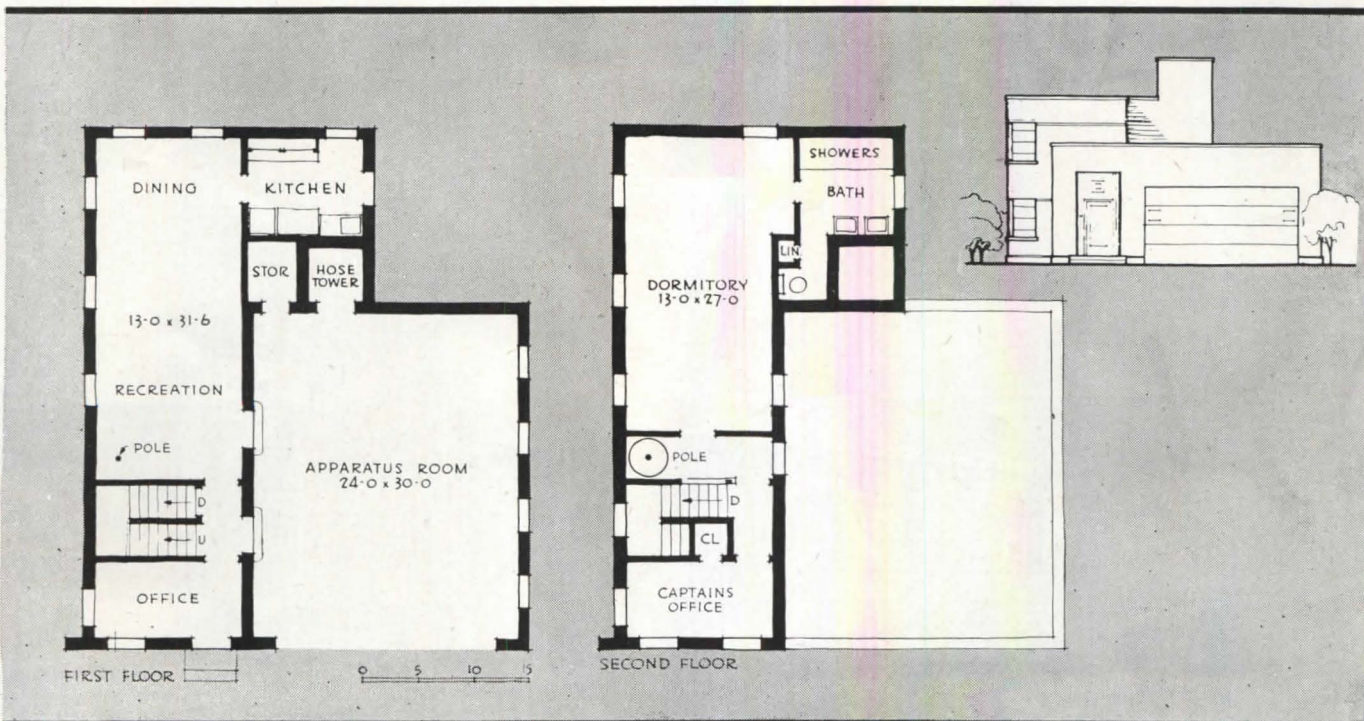 DINING
KITCHEN
STOR
HOSE
TOWER
13-0 x 31-6
RECREATION
POLE
APPARATUS ROOM
24-0 x 30-0
D
U
OFFICE
FIRST FLOOR
0 5 10 15
SHOWERS
BATH
LIN.
DORMITORY
13-0 x 27-0
POLE
D
CL
CAPTAINS
OFFICE
SECOND FLOOR